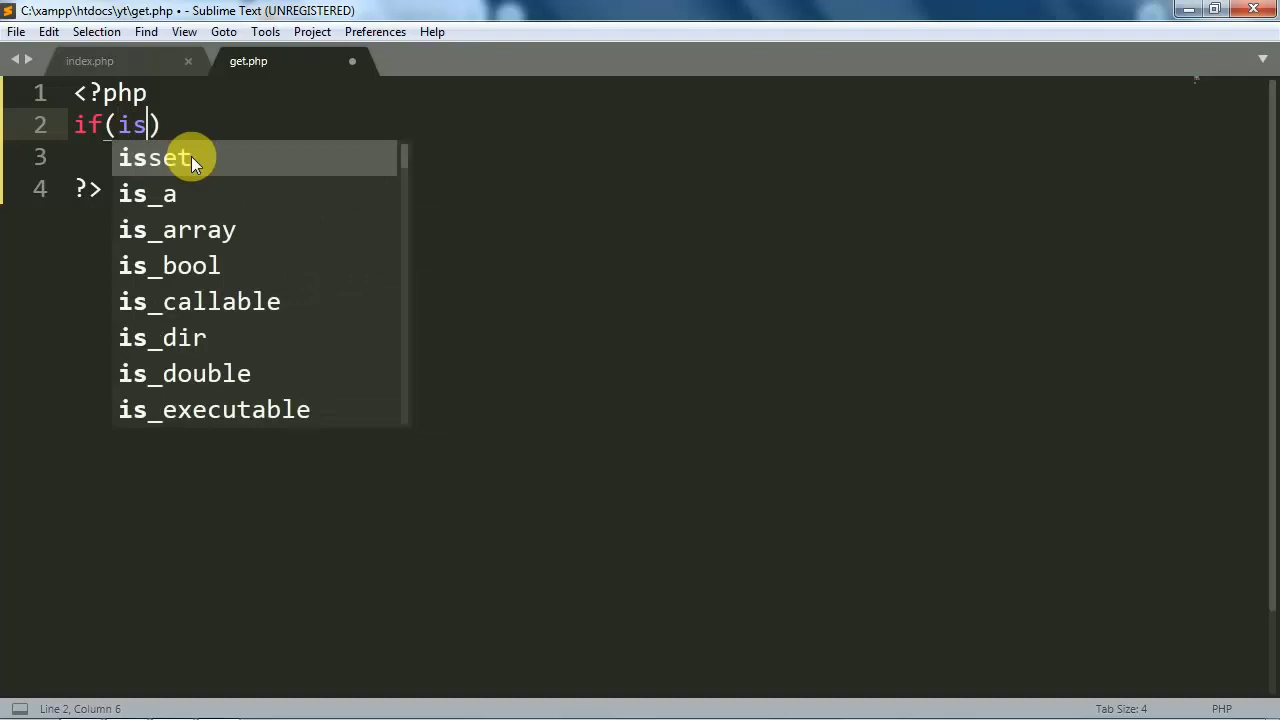 C:\xampp\htdocs\yt\get.php • - Sublime Text (UNREGISTERED)
File Edit Selection Find View Goto Tools Project Preferences Help
index.php get.php
1 <?php
2 if(is)
3
4 ?>
isset
is_a
is_array
is_bool
is_callable
is_dir
is_double
is_executable
Line 2, Column 6 Tab Size: 4 PHP